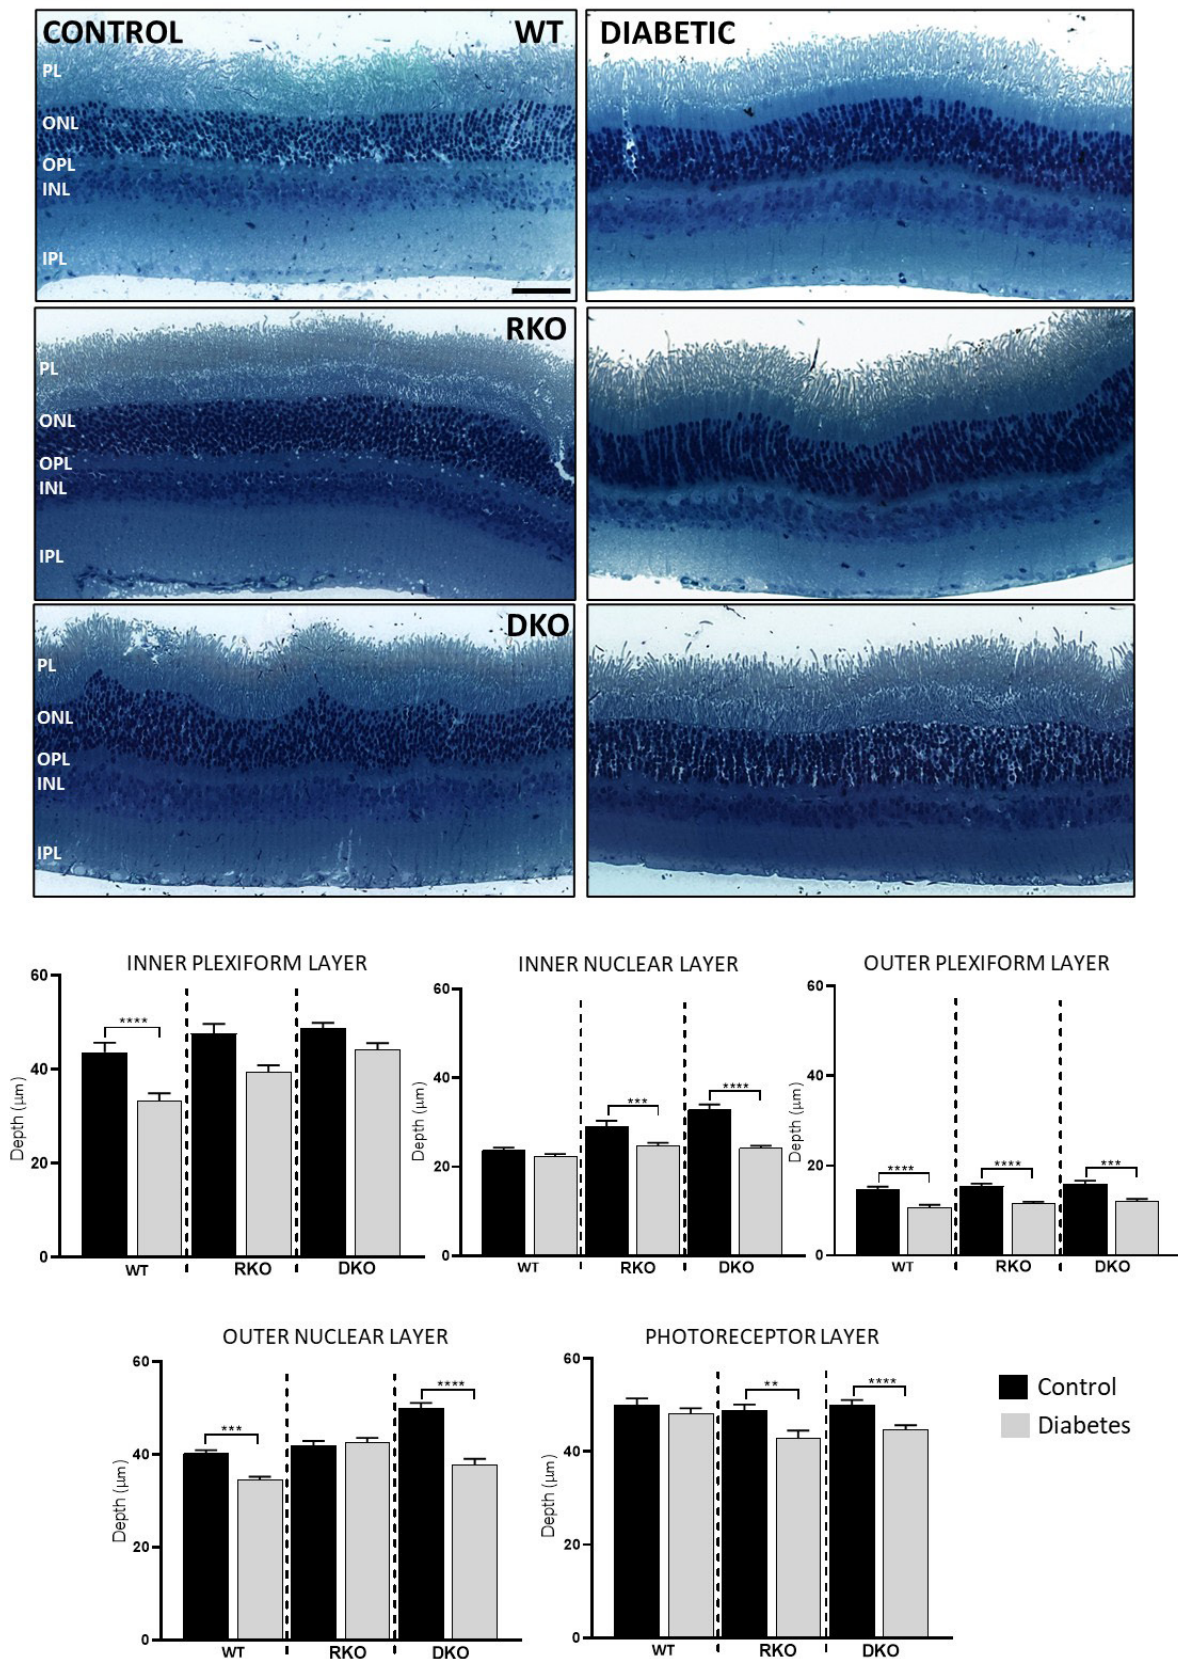 CONTROL WT DIABETIC
PL
ONL
OPL
INL
IPL
RKO
PL
ONL
OPL
INL
IPL
DKO
PL
ONL
OPL
INL
IPL
INNER PLEXIFORM LAYER
60
40
20
0
Depth (μm)
****
WT RKO DKO
INNER NUCLEAR LAYER
60
40
20
0
Depth (μm)
***
****
WT RKO DKO
OUTER PLEXIFORM LAYER
60
40
20
0
Depth (μm)
****
****
***
WT RKO DKO
OUTER NUCLEAR LAYER
60
40
20
0
Depth (μm)
***
****
WT RKO DKO
PHOTORECEPTOR LAYER
60
40
20
0
Depth (μm)
**
****
WT RKO DKO
Control
Diabetes